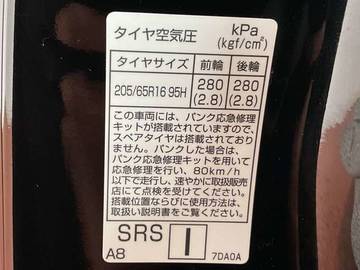 タイヤ空気圧 kPa
(kgf/cm²)
タイヤサイズ 前輪 後輪
205/65R16 95H 280 280
(2.8) (2.8)
この車両には、パンク応急修理
キットが搭載されていますので、
スペアタイヤは搭載されており
ません。パンクした場合は、
パンク応急修理キットを用いて
応急修理を行い、80km/h
以下で走行し、速やかに取扱販売
店にて点検を受けてください。
搭載位置ならびに使用方法は、
取扱い説明書をご覧ください。
SRS I
A8 7DA0A